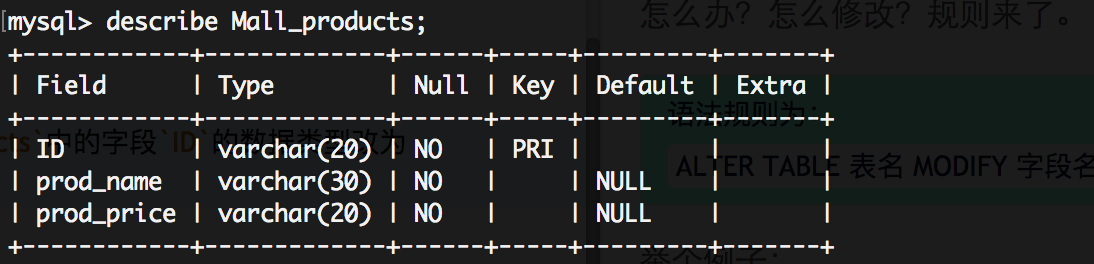 [mysql> describe Mall_products;
怎么办？怎么修改？规则来了。
+------------+-------------+------+-----+---------+-------+
| Field      | Type        | Null | Key | Default | Extra |
+------------+-------------+------+-----+---------+-------+
| ID         | varchar(20) | NO   | PRI |         |       |
| prod_name  | varchar(30) | NO   |     | NULL    |       |
| prod_price | varchar(20) | NO   |     | NULL    |       |
+------------+-------------+------+-----+---------+-------+
cts`中的字段`ID`的数据类型改为
语法规则为：
ALTER TABLE 表名 MODIFY 字段名
举个例子：